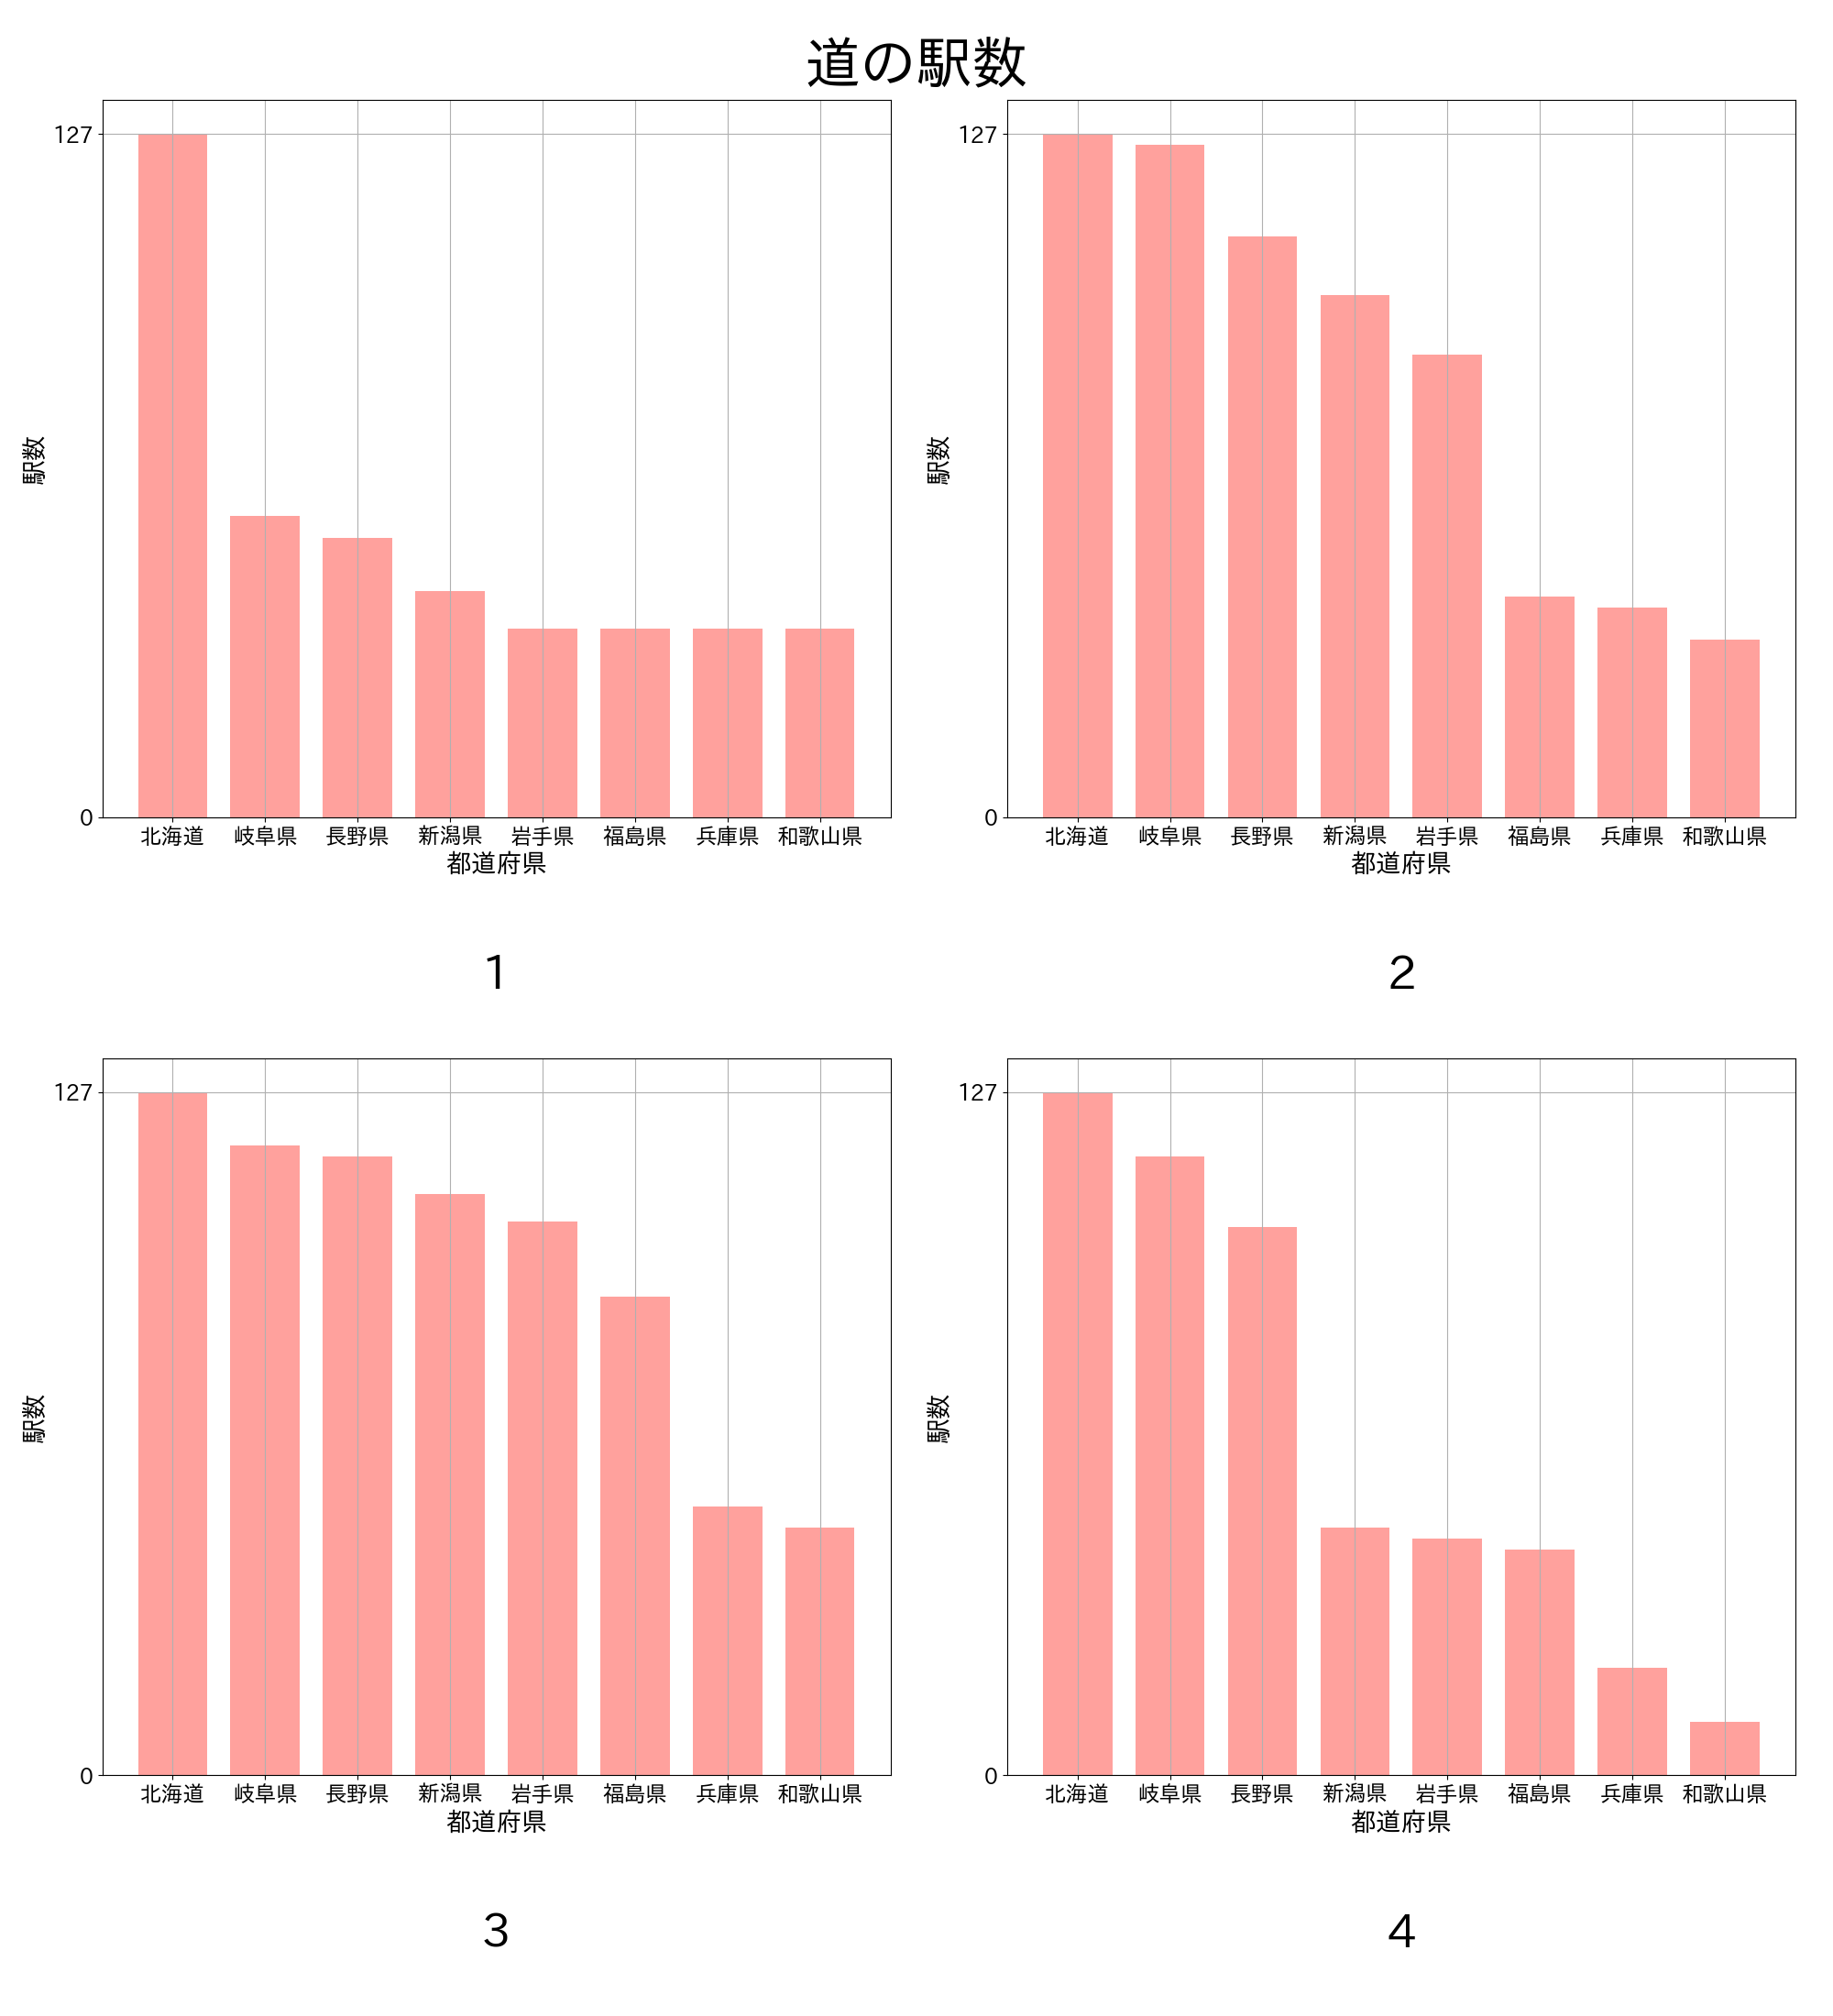 道の駅数
127
0
駅数
北海道 岐阜県 長野県 新潟県 岩手県 福島県 兵庫県 和歌山県
都道府県
1
127
0
駅数
北海道 岐阜県 長野県 新潟県 岩手県 福島県 兵庫県 和歌山県
都道府県
2
127
0
駅数
北海道 岐阜県 長野県 新潟県 岩手県 福島県 兵庫県 和歌山県
都道府県
3
127
0
駅数
北海道 岐阜県 長野県 新潟県 岩手県 福島県 兵庫県 和歌山県
都道府県
4